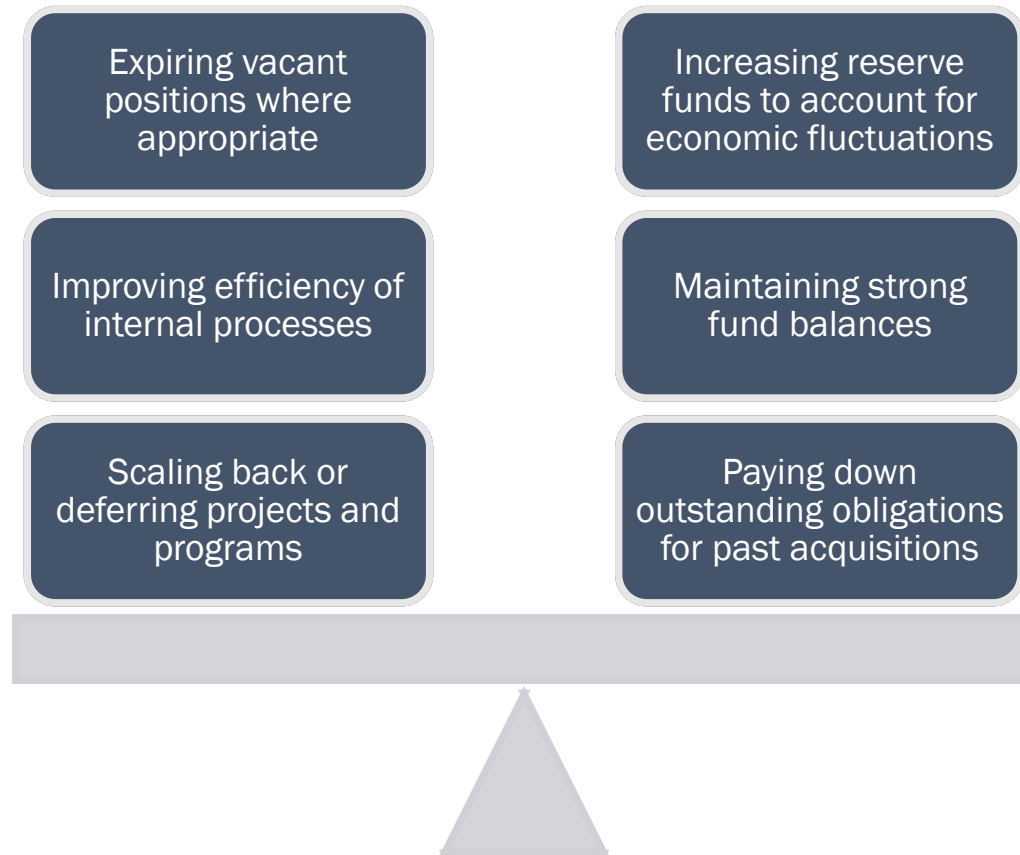 Expiring vacant
positions where
appropriate
Improving efficiency of
internal processes
Scaling back or
deferring projects and
programs
Increasing reserve
funds to account for
economic fluctuations
Maintaining strong
fund balances
Paying down
outstanding obligations
for past acquisitions